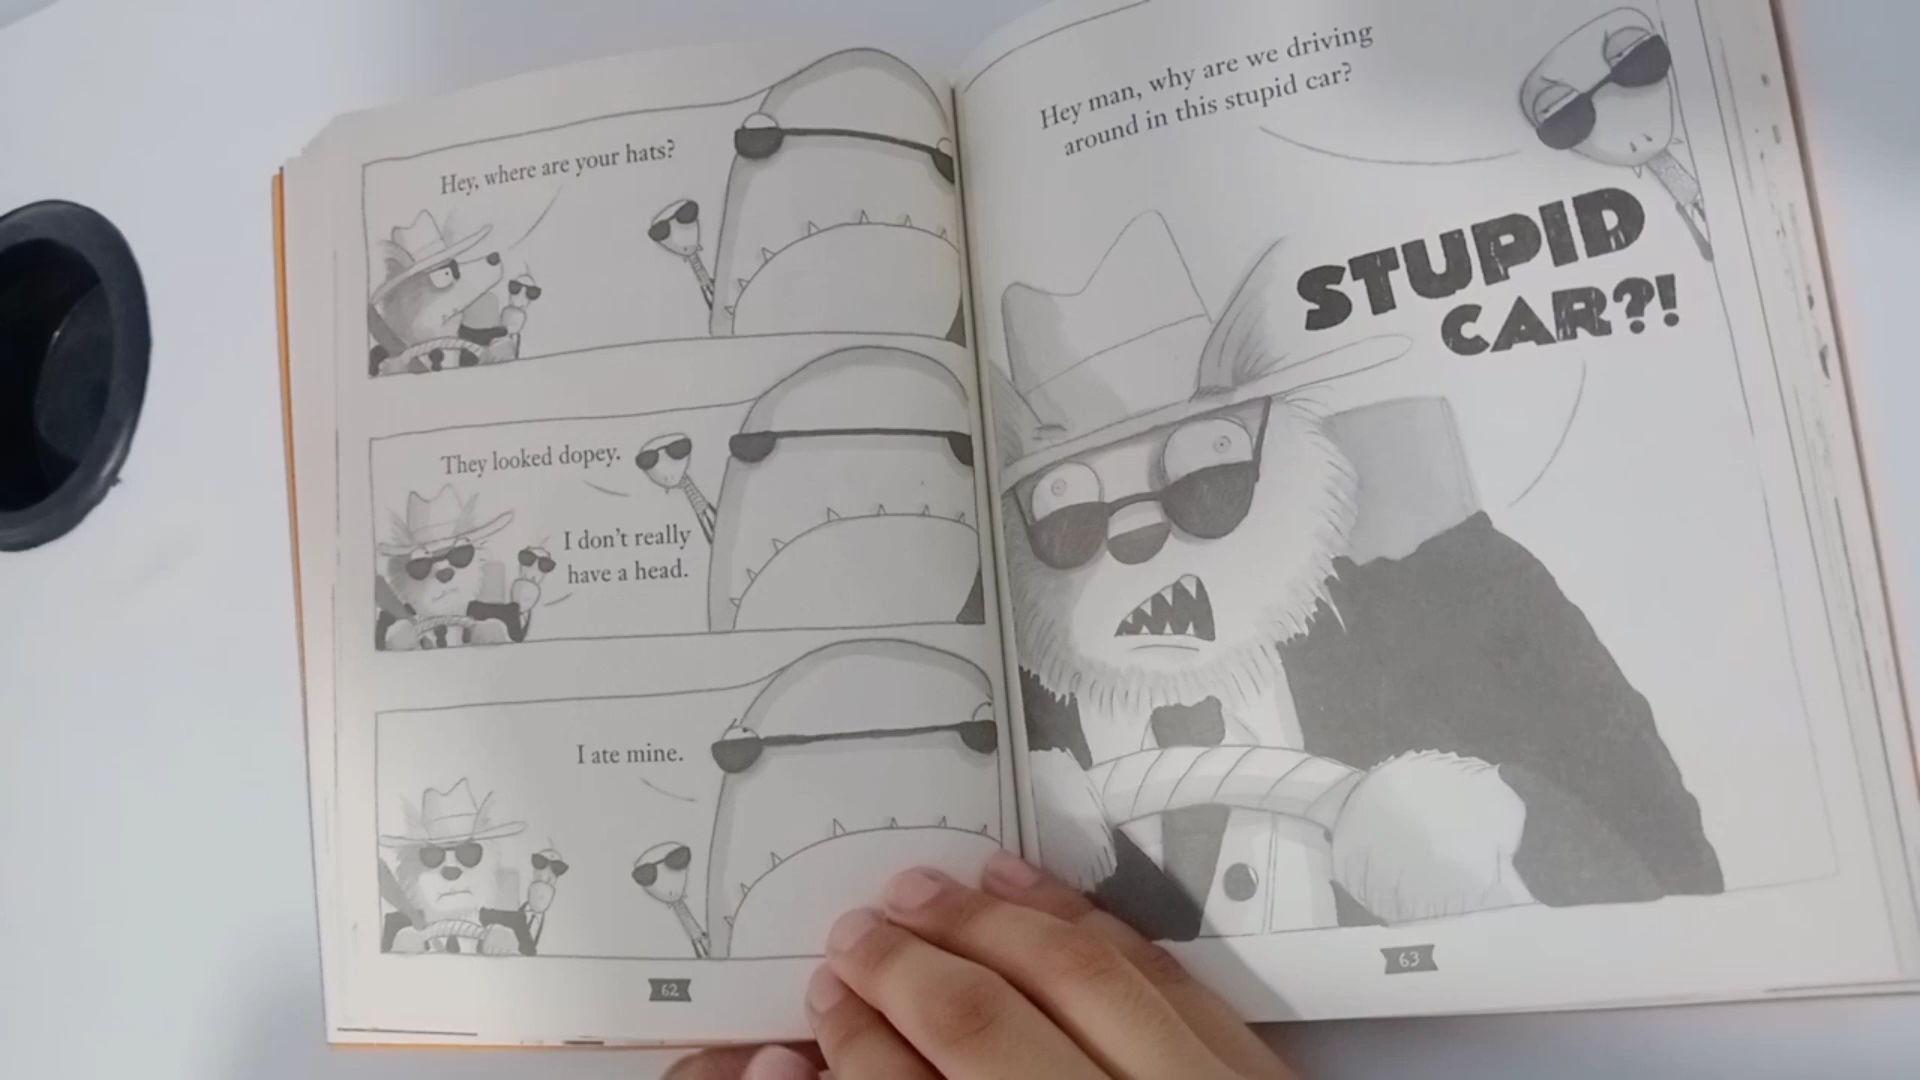 Hey, where are your hats?
They looked dopey.
I don't really
have a head.
I ate mine.
62
Hey man, why are we driving
around in this stupid car?
STUPID
CAR?!
63